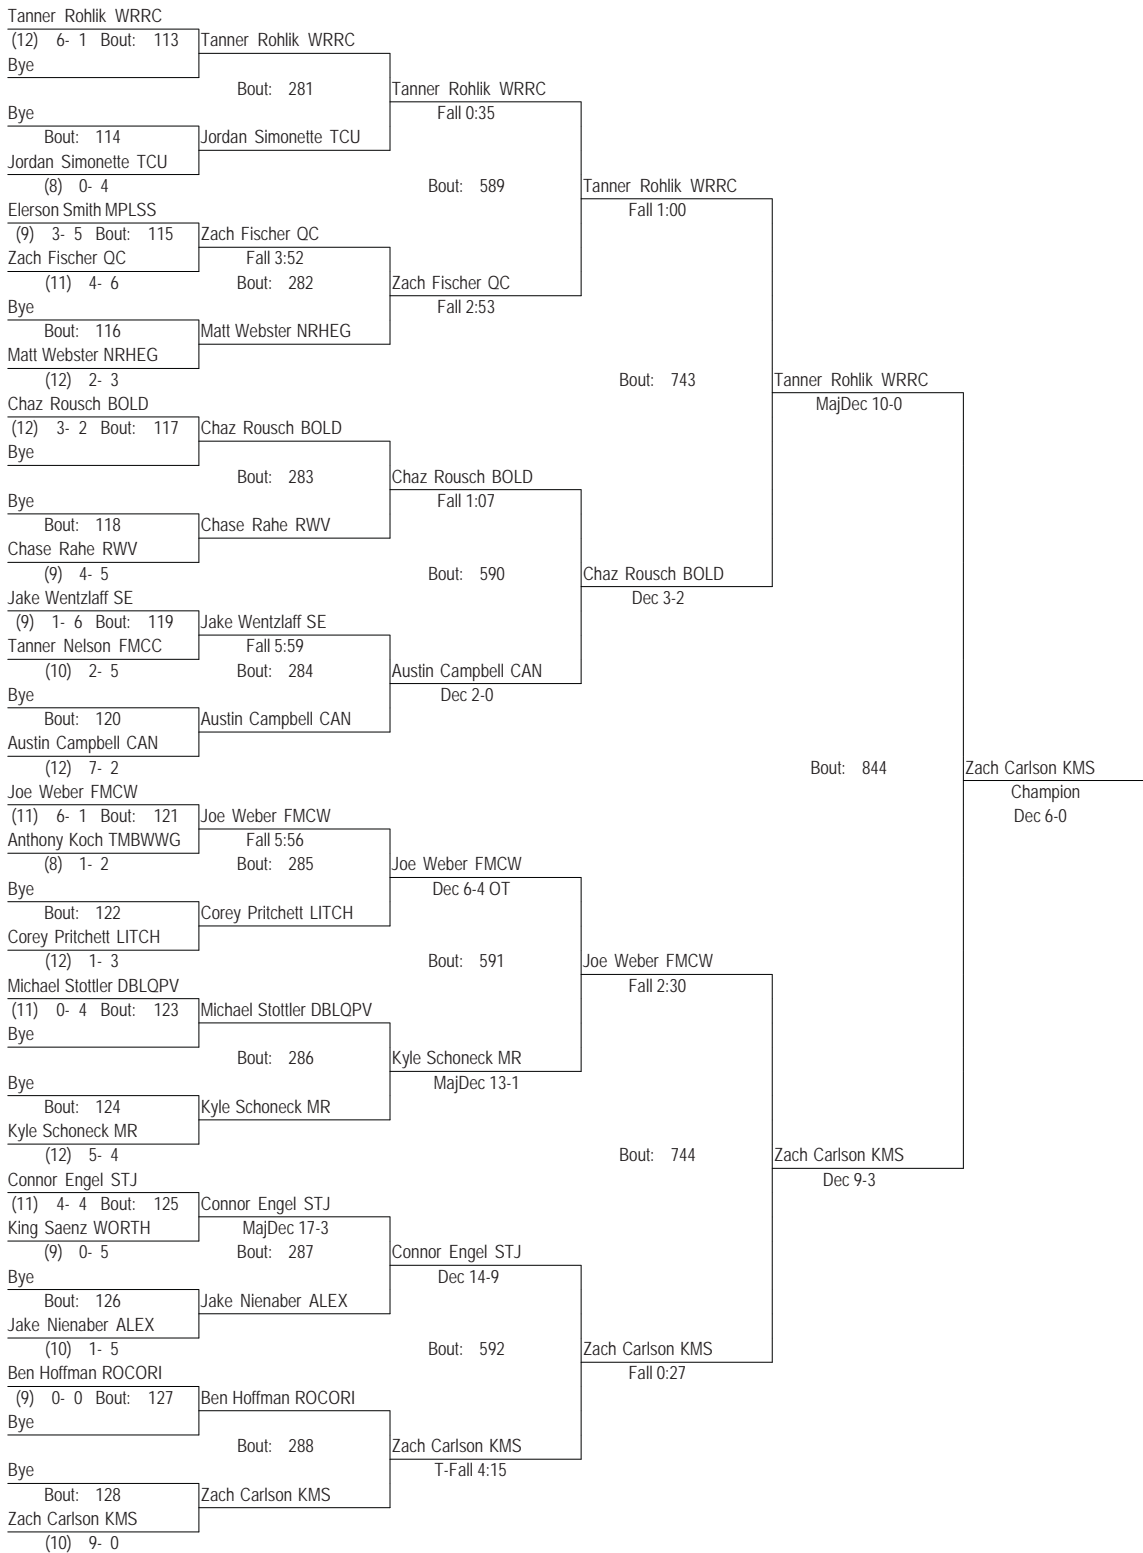 Tanner Rohlik WRRC
(12) 6- 1 Bout: 113 Tanner Rohlik WRRC
Bye
Bout: 281 Tanner Rohlik WRRC
Bye Fall 0:35
Bout: 114 Jordan Simonette TCU
Jordan Simonette TCU
(8) 0- 4 Bout: 589 Tanner Rohlik WRRC
Elerson Smith MPLSS Fall 1:00
(9) 3- 5 Bout: 115 Zach Fischer QC
Zach Fischer QC Fall 3:52
(11) 4- 6 Bout: 282 Zach Fischer QC
Bye Fall 2:53
Bout: 116 Matt Webster NRHEG
Matt Webster NRHEG
(12) 2- 3 Bout: 743 Tanner Rohlik WRRC
Chaz Rousch BOLD MajDec 10-0
(12) 3- 2 Bout: 117 Chaz Rousch BOLD
Bye
Bout: 283 Chaz Rousch BOLD
Bye Fall 1:07
Bout: 118 Chase Rahe RWV
Chase Rahe RWV
(9) 4- 5 Bout: 590 Chaz Rousch BOLD
Jake Wentzlaff SE Dec 3-2
(9) 1- 6 Bout: 119 Jake Wentzlaff SE
Tanner Nelson FMCC Fall 5:59
(10) 2- 5 Bout: 284 Austin Campbell CAN
Bye Dec 2-0
Bout: 120 Austin Campbell CAN
Austin Campbell CAN
(12) 7- 2 Bout: 844 Zach Carlson KMS
Joe Weber FMCW Champion
(11) 6- 1 Bout: 121 Joe Weber FMCW Dec 6-0
Anthony Koch TMBWWG Fall 5:56
(8) 1- 2 Bout: 285 Joe Weber FMCW
Bye Dec 6-4 OT
Bout: 122 Corey Pritchett LITCH
Corey Pritchett LITCH
(12) 1- 3 Bout: 591 Joe Weber FMCW
Michael Stottler DBLQPV Fall 2:30
(11) 0- 4 Bout: 123 Michael Stottler DBLQPV
Bye
Bout: 286 Kyle Schoneck MR
Bye MajDec 13-1
Bout: 124 Kyle Schoneck MR
Kyle Schoneck MR
(12) 5- 4 Bout: 744 Zach Carlson KMS
Connor Engel STJ Dec 9-3
(11) 4- 4 Bout: 125 Connor Engel STJ
King Saenz WORTH MajDec 17-3
(9) 0- 5 Bout: 287 Connor Engel STJ
Bye Dec 14-9
Bout: 126 Jake Nienaber ALEX
Jake Nienaber ALEX
(10) 1- 5 Bout: 592 Zach Carlson KMS
Ben Hoffman ROCORI Fall 0:27
(9) 0- 0 Bout: 127 Ben Hoffman ROCORI
Bye
Bout: 288 Zach Carlson KMS
Bye T-Fall 4:15
Bout: 128 Zach Carlson KMS
Zach Carlson KMS
(10) 9- 0